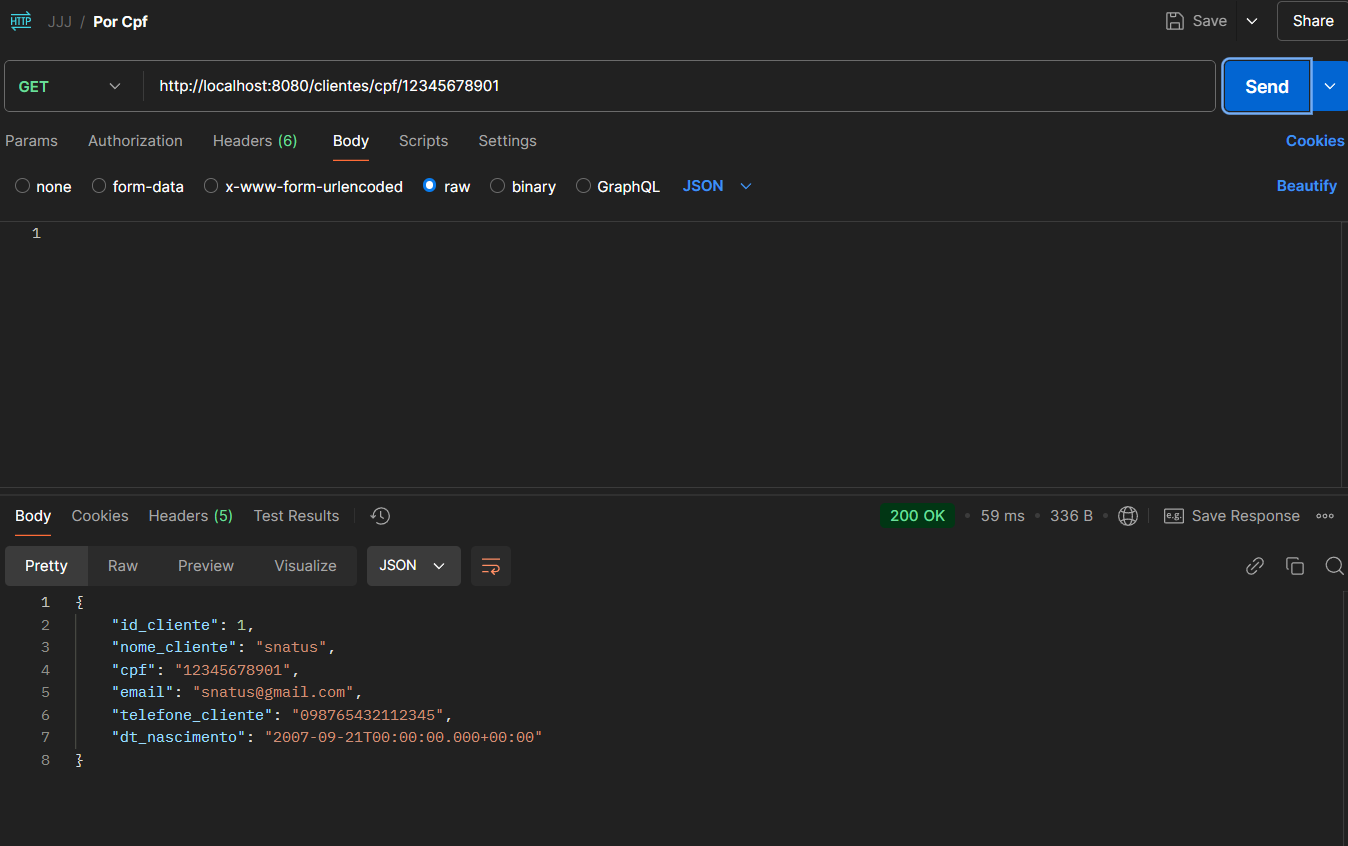 HTTP JJJ / Por Cpf Save Share
GET http://localhost:8080/clientes/cpf/12345678901 Send
Params Authorization Headers (6) Body Scripts Settings Cookies
none form-data x-www-form-urlencoded raw binary GraphQL JSON Beautify
1
Body Cookies Headers (5) Test Results 200 OK • 59 ms • 336 B • e.g. Save Response
Pretty Raw Preview Visualize JSON
1 {
2 "id_cliente": 1,
3 "nome_cliente": "snatus",
4 "cpf": "12345678901",
5 "email": "snatus@gmail.com",
6 "telefone_cliente": "098765432112345",
7 "dt_nascimento": "2007-09-21T00:00:00.000+00:00"
8 }